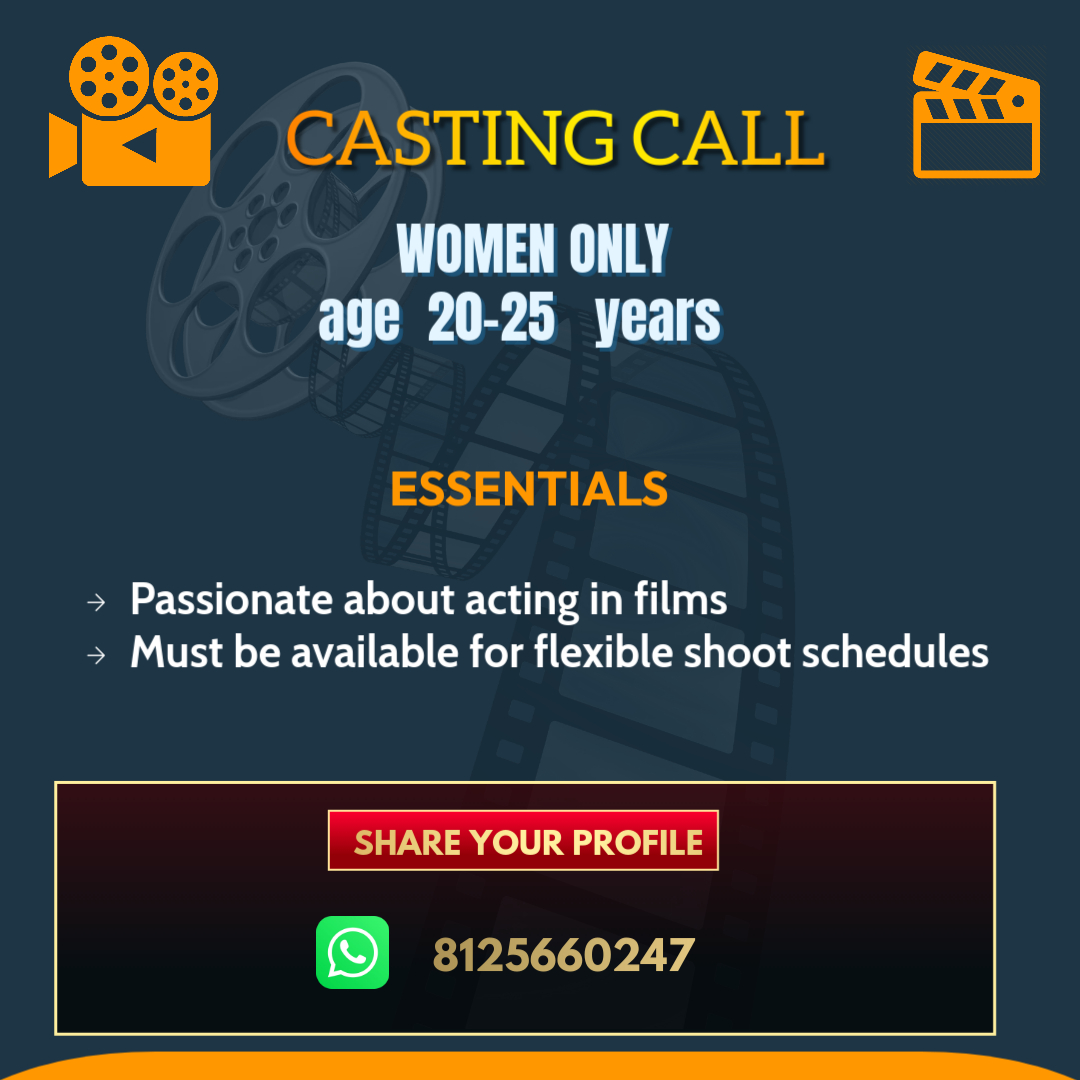 CASTING CALL
WOMEN ONLY
age 20-25 years
ESSENTIALS
→ Passionate about acting in films
→ Must be available for flexible shoot schedules
SHARE YOUR PROFILE
8125660247